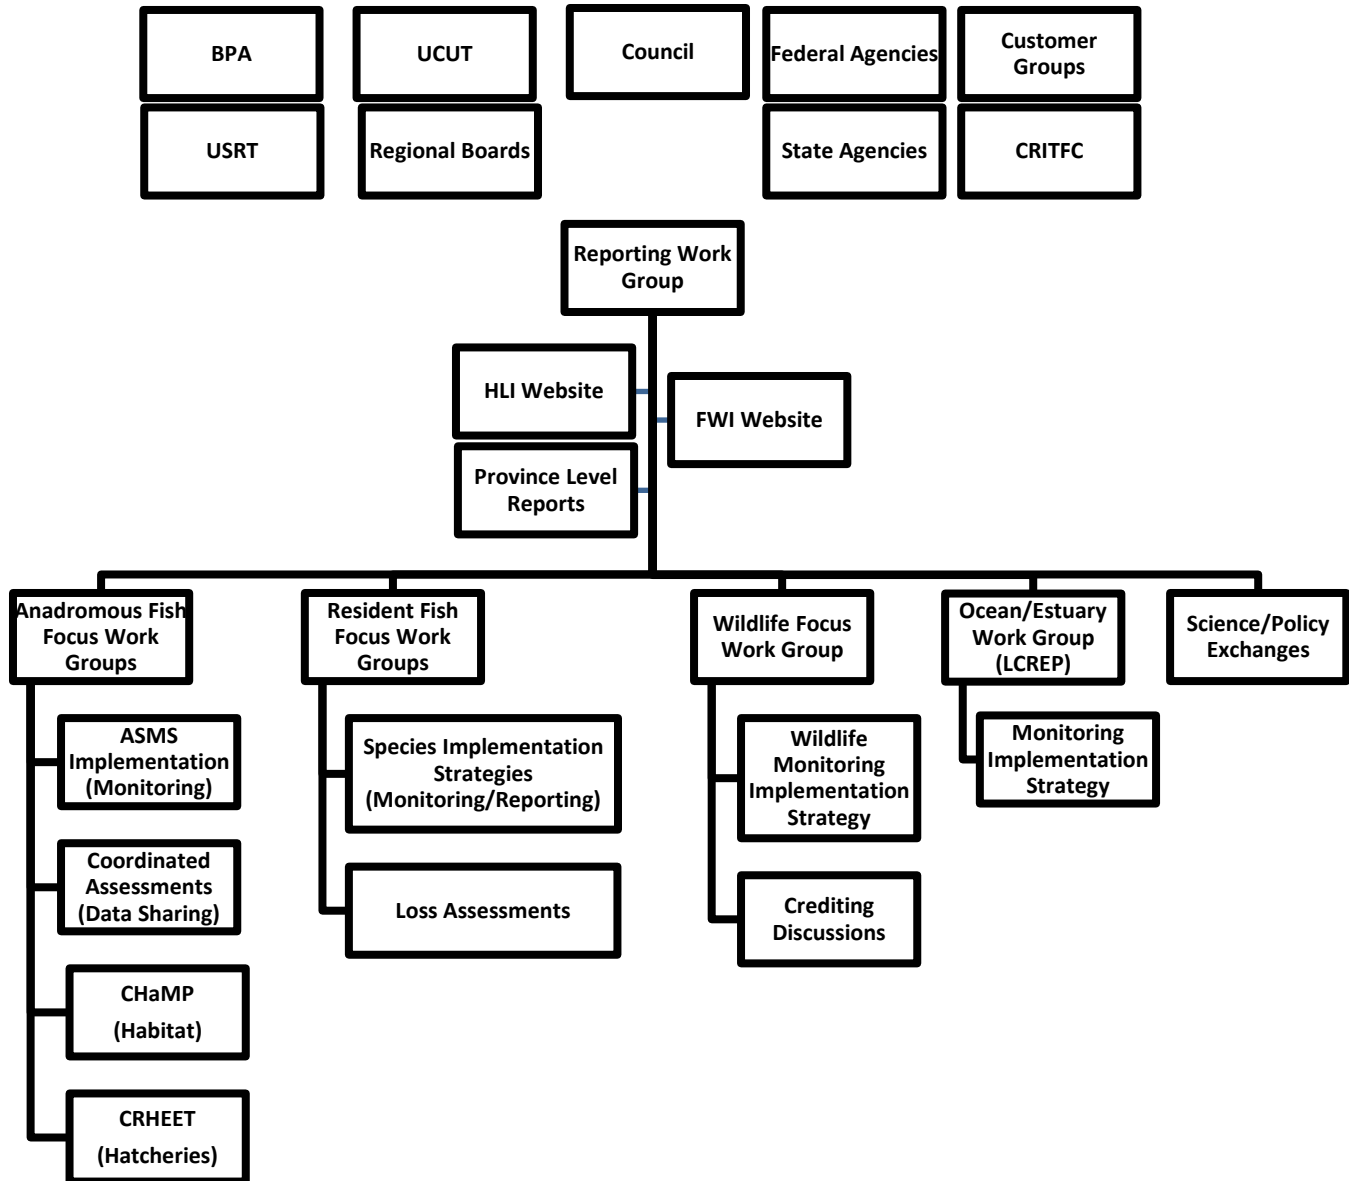 BPA
UCUT
Council
Federal Agencies
Customer
Groups
USRT
Regional Boards
State Agencies
CRITFC
Reporting Work
Group
HLI Website
FWI Website
Province Level
Reports
Anadromous Fish
Focus Work
Groups
Resident Fish
Focus Work
Groups
Wildlife Focus
Work Group
Ocean/Estuary
Work Group
(LCREP)
Science/Policy
Exchanges
ASMS
Implementation
(Monitoring)
Species Implementation
Strategies
(Monitoring/Reporting)
Wildlife
Monitoring
Implementation
Strategy
Monitoring
Implementation
Strategy
Coordinated
Assessments
(Data Sharing)
Loss Assessments
Crediting
Discussions
CHaMP
(Habitat)
CRHEET
(Hatcheries)